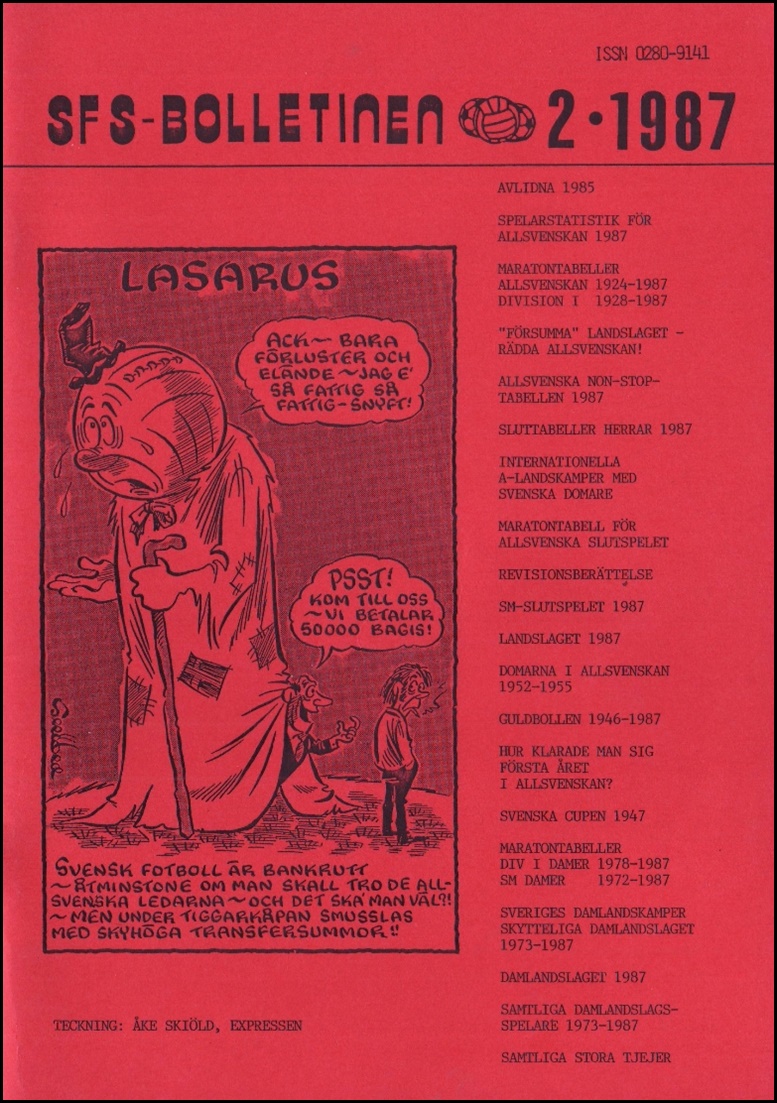 ISSN 0280-9141
SFS-BOLLETINEN 2·1987
AVLIDNA 1985
SPELARSTATISTIK FÖR
ALLSVENSKAN 1987
MARATONTABELLER
ALLSVENSKAN 1924-1987
DIVISION I 1928-1987
"FÖRSUMMA" LANDSLAGET -
RÄDDA ALLSVENSKAN!
ALLSVENSKA NON-STOP-
TABELLEN 1987
SLUTTABELLER HERRAR 1987
INTERNATIONELLA
A-LANDSKAMPER MED
SVENSKA DOMARE
MARATONTABELL FÖR
ALLSVENSKA SLUTSPELET
REVISIONSBERÄTTELSE
SM-SLUTSPELET 1987
LANDSLAGET 1987
DOMARNA I ALLSVENSKAN
1952-1955
GULDBOLLEN 1946-1987
HUR KLARADE MAN SIG
FÖRSTA ÅRET
I ALLSVENSKAN?
SVENSKA CUPEN 1947
MARATONTABELLER
DIV I DAMER 1978-1987
SM DAMER 1972-1987
SVERIGES DAMLANDSKAMPER
SKYTTELIGA DAMLANDSLAGET
1973-1987
DAMLANDSLAGET 1987
SAMTLIGA DAMLANDSLAGS-
SPELARE 1973-1987
SAMTLIGA STORA TJEJER
LASARUS
ACK~ BARA
FÖRLUSTER OCH
ELÄNDE ~ JAG E'
SÅ FATTIG SÅ
FATTIG-SNYFT!
PSST!
KOM TILL OSS
~ VI BETALAR
50000 BAGIS!
SVENSK FOTBOLL ÄR BANKRUTT
~ ÅTMINSTONE OM MAN SKALL TRO DE ALL-
SVENSKA LEDARNA ~ OCH DET SKA' MAN VÄL?!
~ MEN UNDER TIGGARKÅPAN SMUSSLAS
MED SKYHÖGA TRANSFERSUMMOR!!
TECKNING: ÅKE SKIÖLD, EXPRESSEN